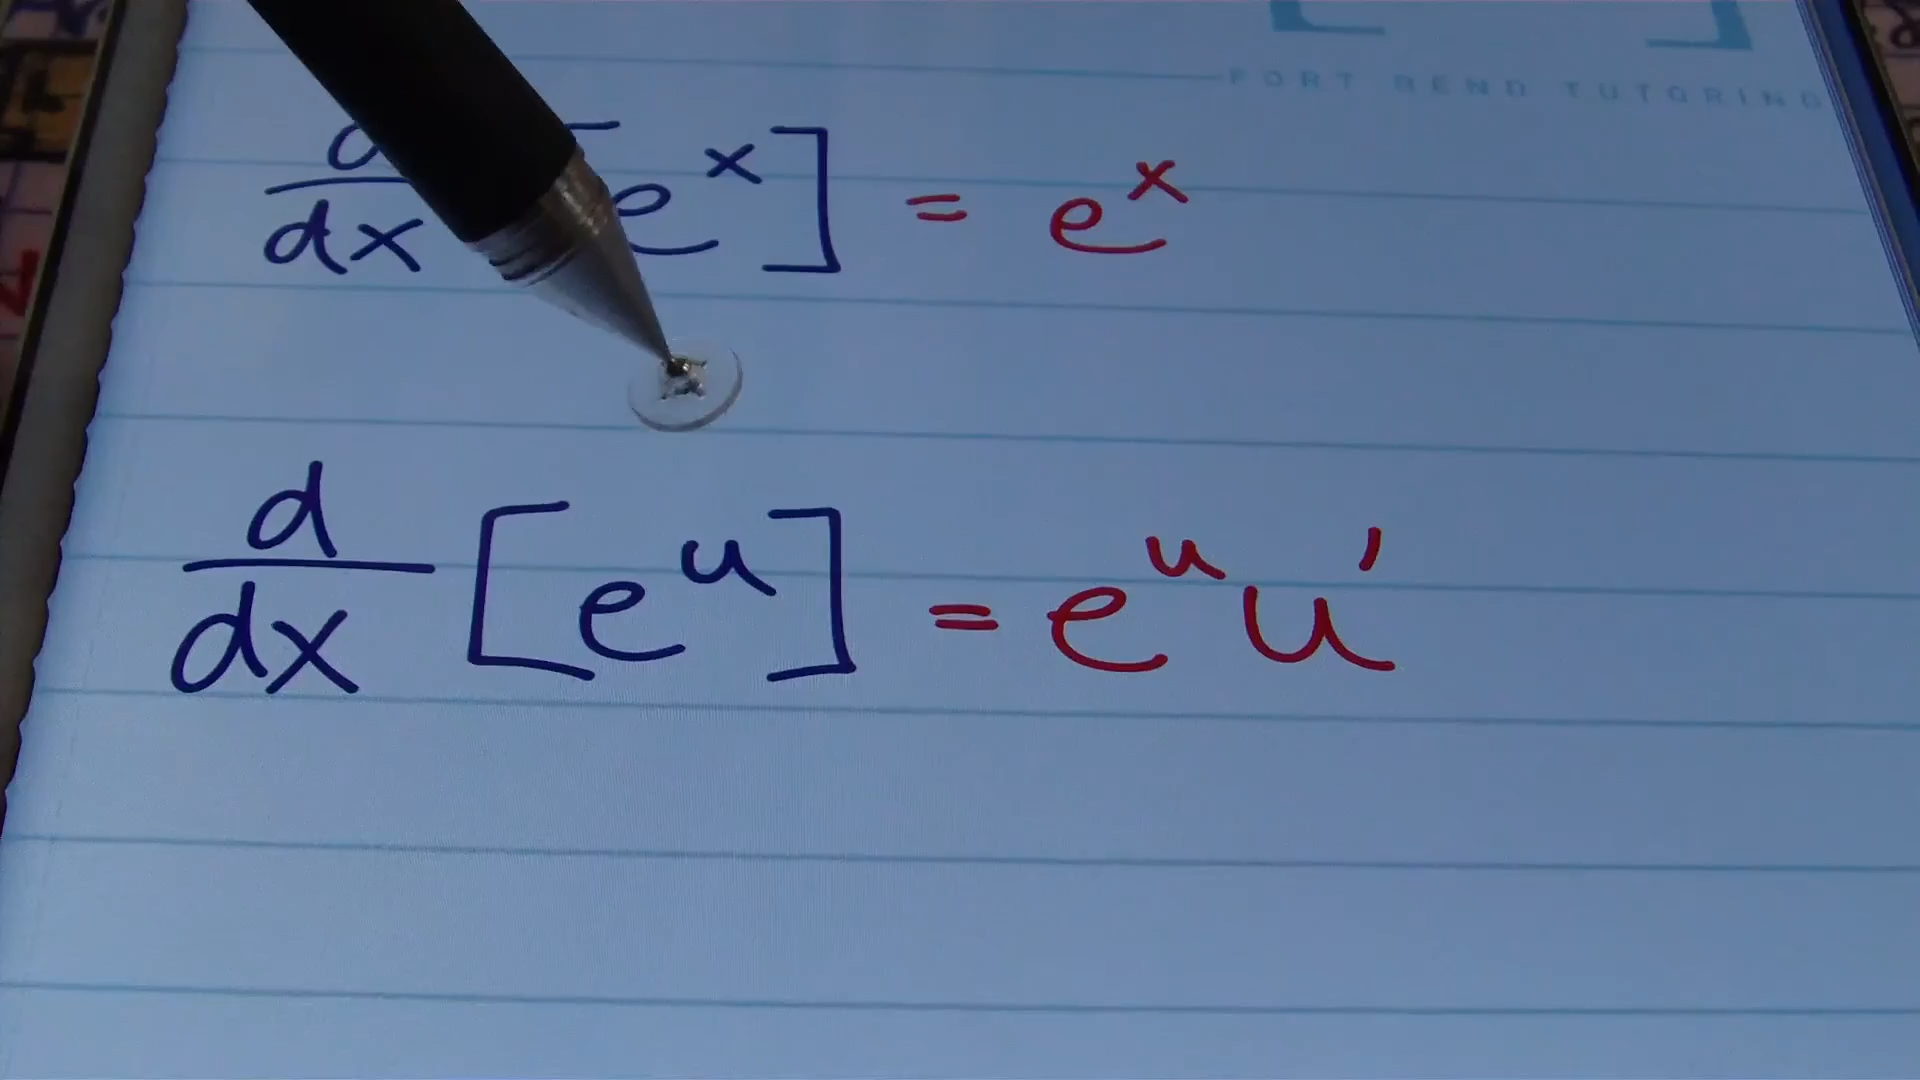 FORT BEND TUTORING
d/dx [e^x] = e^x
d/dx [e^u] = e^u u'